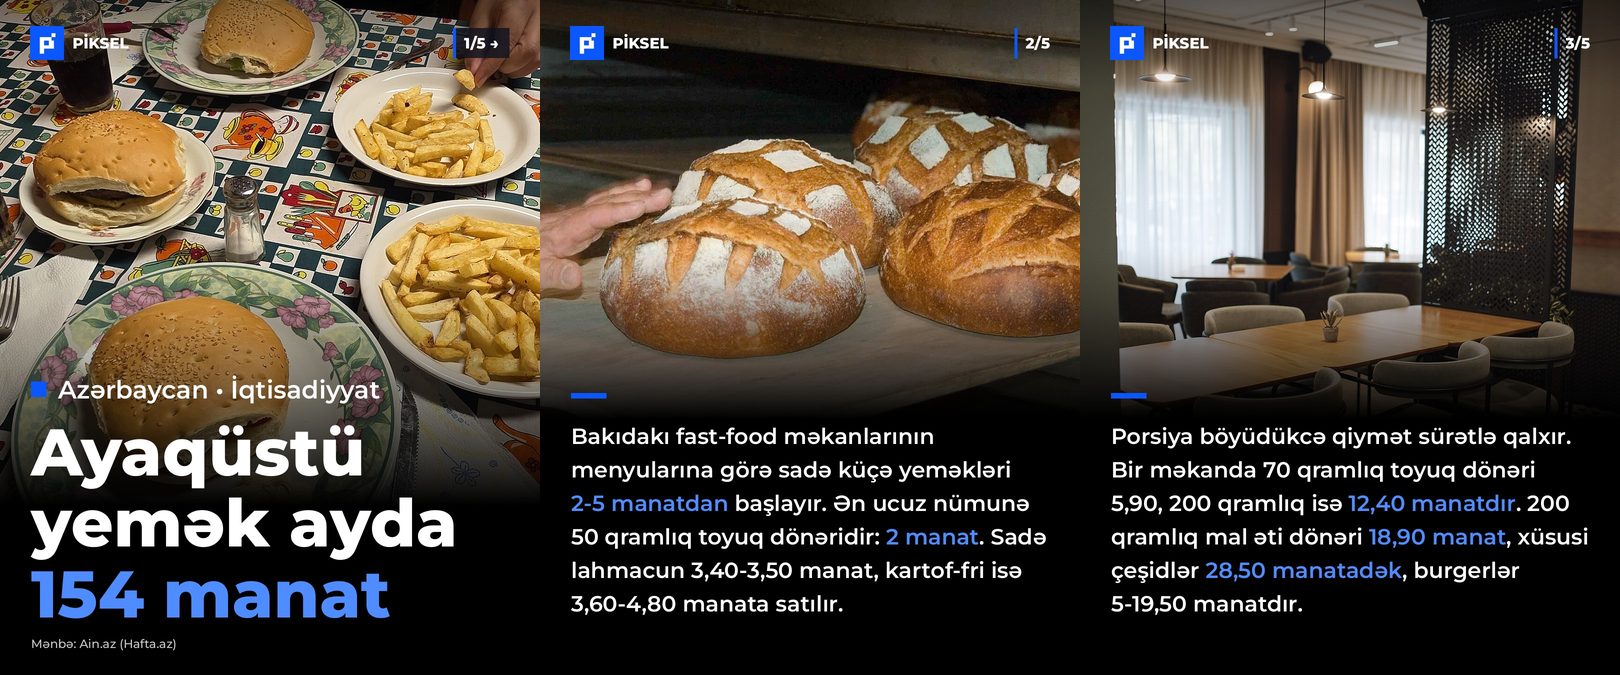 PİKSEL
1/5 →
Azərbaycan • İqtisadiyyat
Ayaqüstü
yemək ayda
154 manat
Mənbə: Ain.az (Hafta.az)
PİKSEL
2/5
Bakıdakı fast-food məkanlarının
menyularına görə sadə küçə yeməkləri
2-5 manatdan başlayır. Ən ucuz nümunə
50 qramlıq toyuq dönəridir: 2 manat. Sadə
lahmacun 3,40-3,50 manat, kartof-fri isə
3,60-4,80 manata satılır.
PİKSEL
3/5
Porsiya böyüdükcə qiymət sürətlə qalxır.
Bir məkanda 70 qramlıq toyuq dönəri
5,90, 200 qramlıq isə 12,40 manatdır. 200
qramlıq mal əti dönəri 18,90 manat, xüsusi
çeşidlər 28,50 manatadək, burgerlər
5-19,50 manatdır.